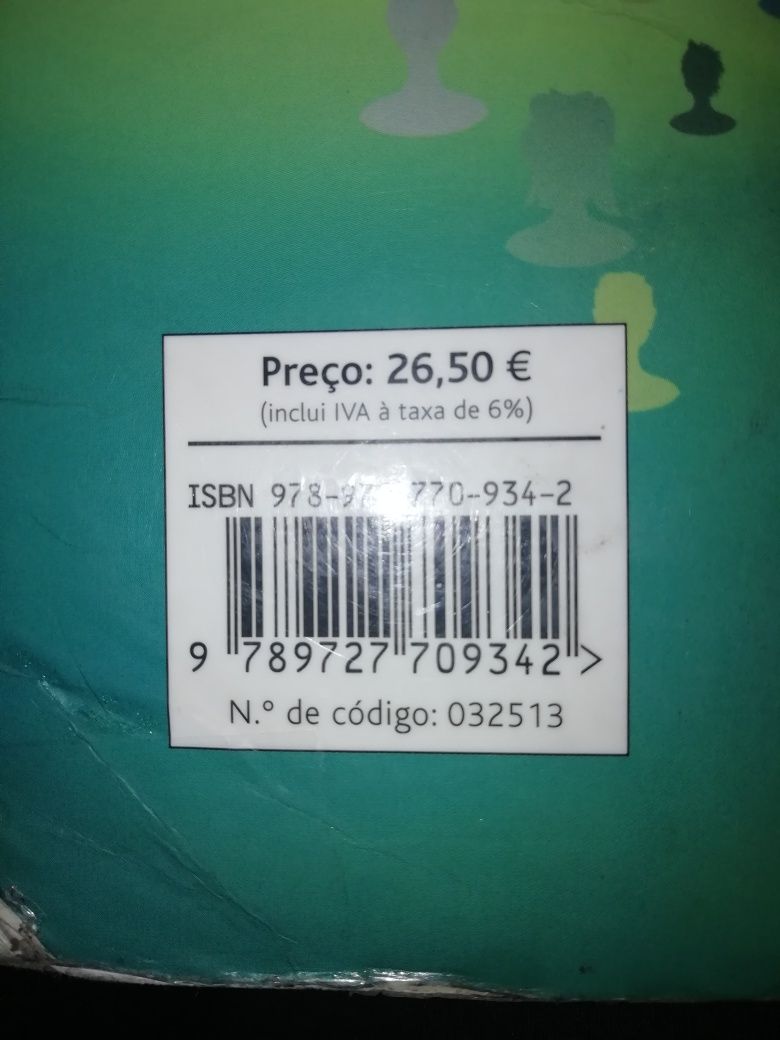 Preço: 26,50 €
(inclui IVA à taxa de 6%)
ISBN 978-972-770-934-2
9 789727 709342 >
N.º de código: 032513